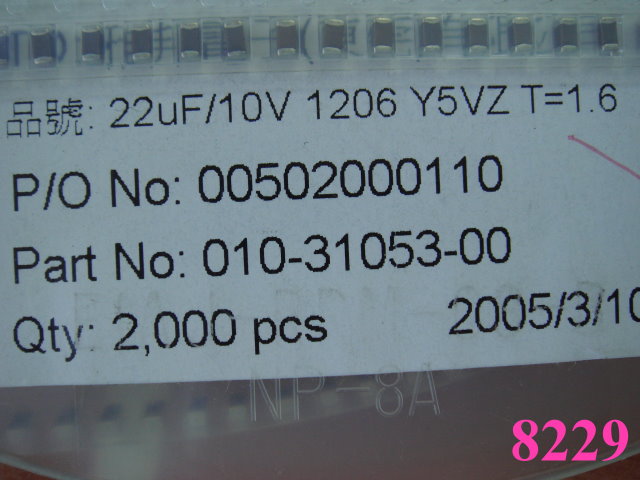 品號: 22uF/10V 1206 Y5VZ T=1.6
P/O No: 00502000110
Part No: 010-31053-00
Qty: 2,000 pcs 2005/3/10
NP-8A
8229